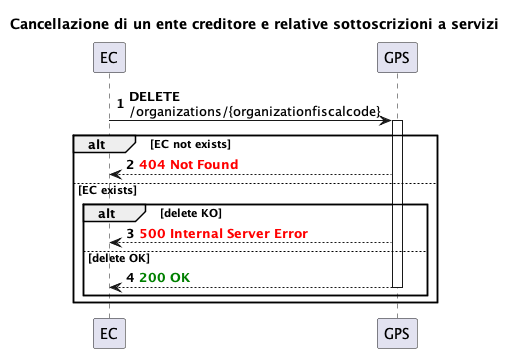 Cancellazione di un ente creditore e relative sottoscrizioni a servizi
EC GPS
1 DELETE
/organizations/{organizationfiscalcode}
alt [EC not exists]
2 404 Not Found
[EC exists]
alt [delete KO]
3 500 Internal Server Error
[delete OK]
4 200 OK
EC GPS